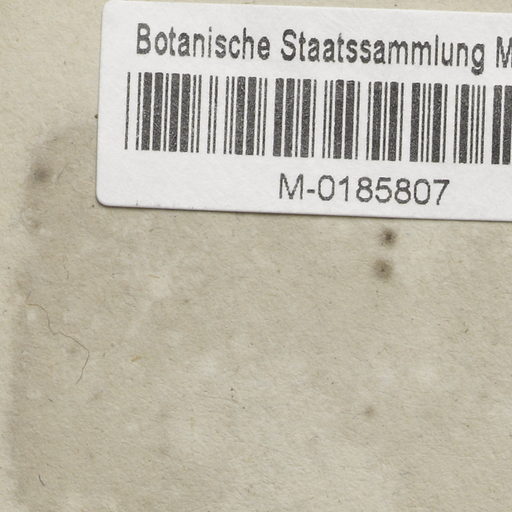 Botanische Staatssammlung M
M-0185807